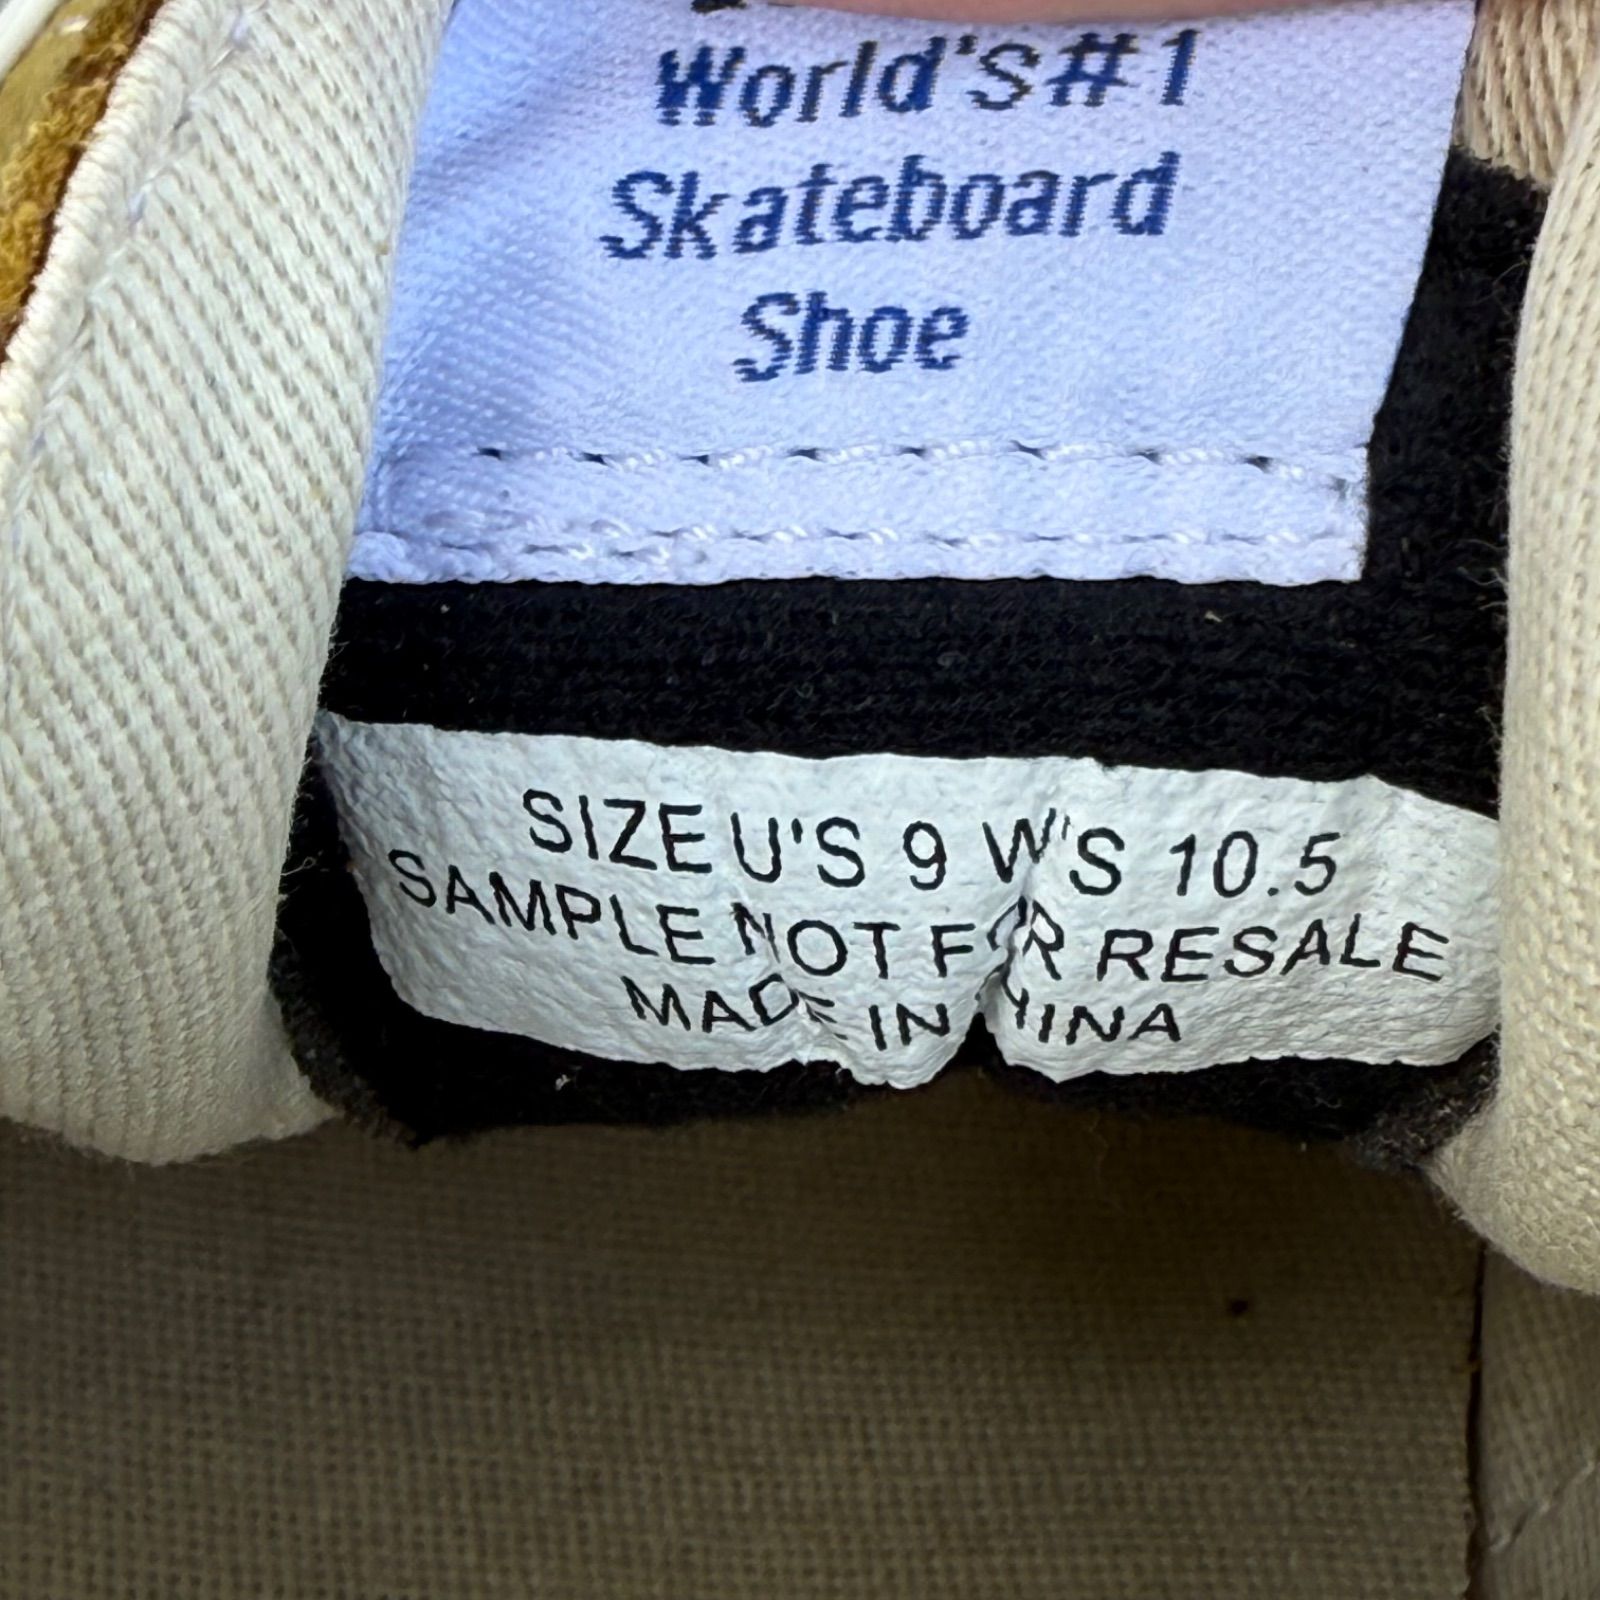 World's #1
Skateboard
Shoe
SIZE U'S 9 W'S 10.5
SAMPLE NOT FOR RESALE
MADE IN CHINA